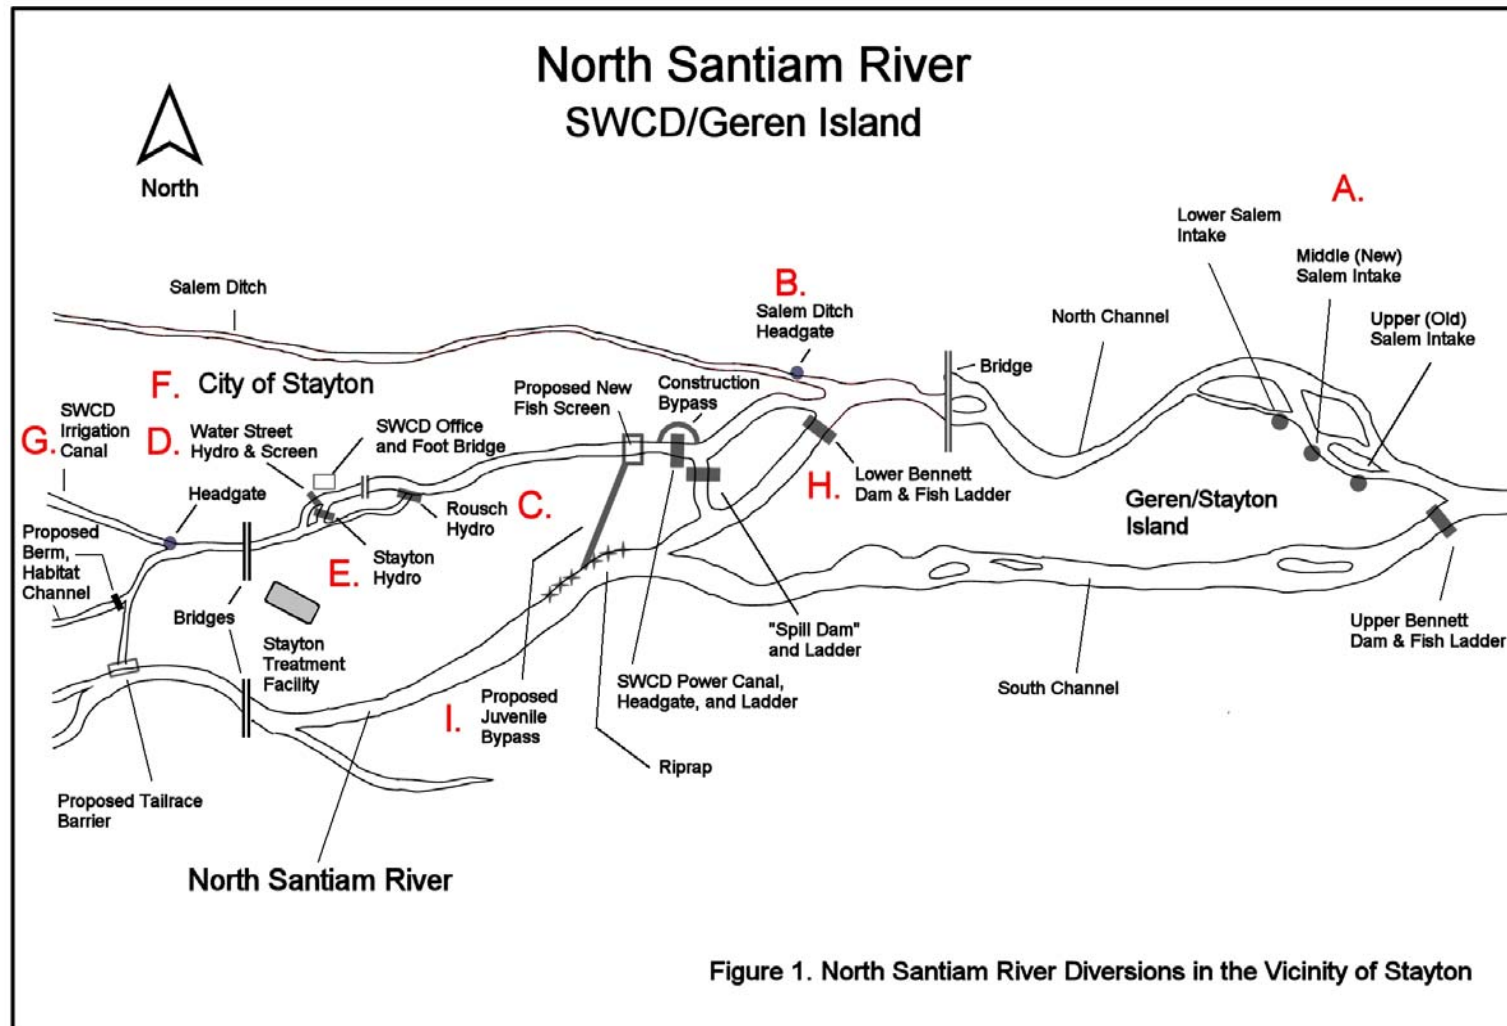 North Santiam River
SWCD/Geren Island
North
A.
Lower Salem
Intake
Middle (New)
Salem Intake
Upper (Old)
Salem Intake
B.
Salem Ditch
Headgate
Salem Ditch
North Channel
Bridge
F.
City of Stayton
Proposed New
Fish Screen
Construction
Bypass
G.
SWCD
Irrigation
Canal
D.
Water Street
Hydro & Screen
SWCD Office
and Foot Bridge
Headgate
C.
Rousch
Hydro
H.
Lower Bennett
Dam & Fish Ladder
Geren/Stayton
Island
Proposed
Berm,
Habitat
Channel
E.
Stayton
Hydro
Bridges
Stayton
Treatment
Facility
"Spill Dam"
and Ladder
Upper Bennett
Dam & Fish Ladder
I.
Proposed
Juvenile
Bypass
SWCD Power Canal,
Headgate, and Ladder
South Channel
Riprap
Proposed Tailrace
Barrier
North Santiam River
Figure 1. North Santiam River Diversions in the Vicinity of Stayton